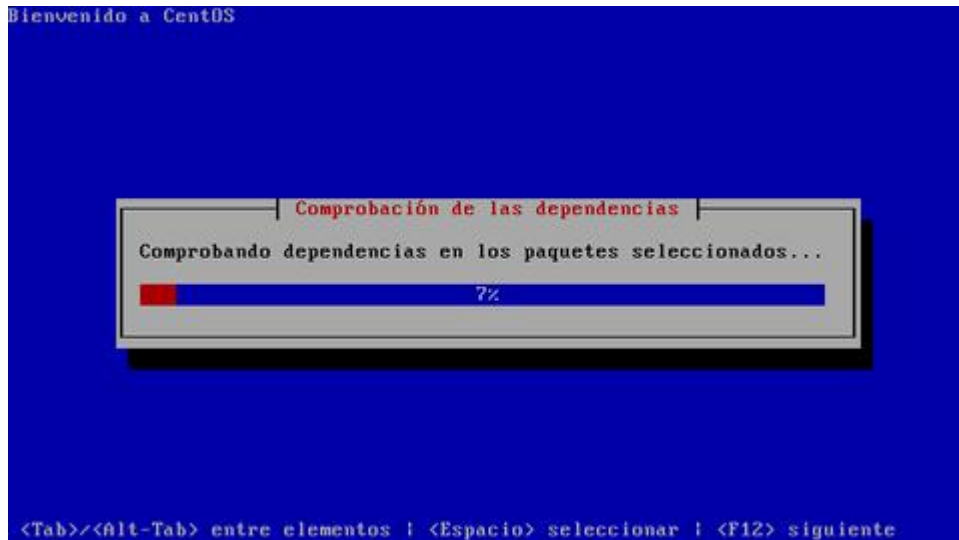 Bienvenido a CentOS
Comprobación de las dependencias
Comprobando dependencias en los paquetes seleccionados...
7%
<Tab>/<Alt-Tab> entre elementos | <Espacio> seleccionar | <F12> siguiente